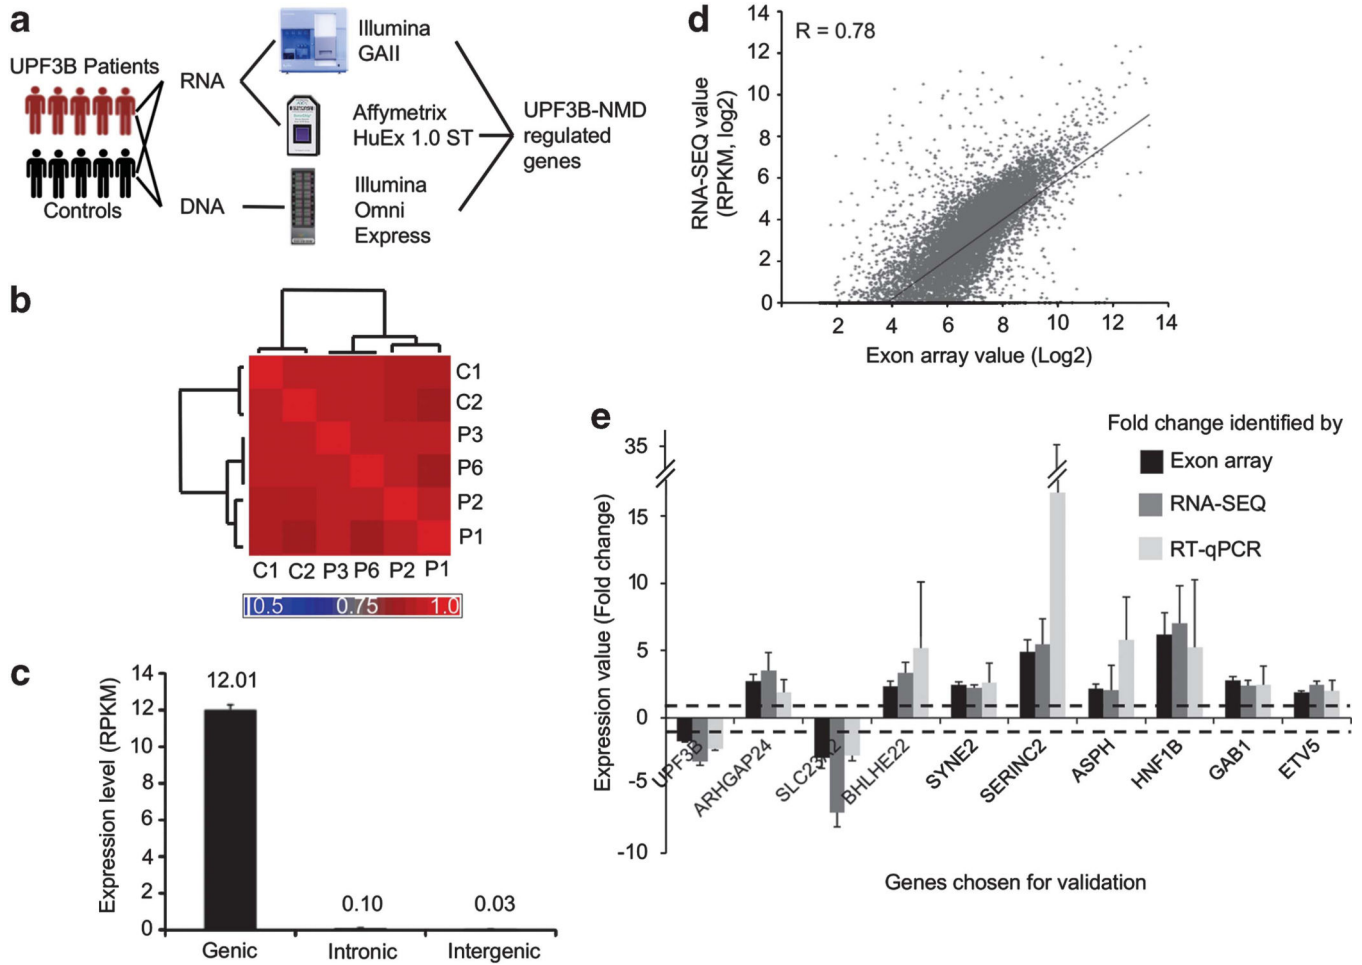 a
UPF3B Patients
Controls
RNA
DNA
Illumina
GAII
Affymetrix
HuEx 1.0 ST
Illumina
Omni
Express
UPF3B-NMD
regulated
genes
b
C1
C2
P3
P6
P2
P1
C1 C2 P3 P6 P2 P1
0.5 0.75 1.0
c
Expression level (RPKM)
14
12
10
8
6
4
2
0
12.01
0.10
0.03
Genic Intronic Intergenic
d
R = 0.78
RNA-SEQ value
(RPKM, log2)
14
12
10
8
6
4
2
0
2 4 6 8 10 12 14
Exon array value (Log2)
e
Fold change identified by
Exon array
RNA-SEQ
RT-qPCR
Expression value (Fold change)
35
15
10
5
0
-5
-10
UPF3B
ARHGAP24
SLC23A2
BHLHE22
SYNE2
SERINC2
ASPH
HNF1B
GAB1
ETV5
Genes chosen for validation